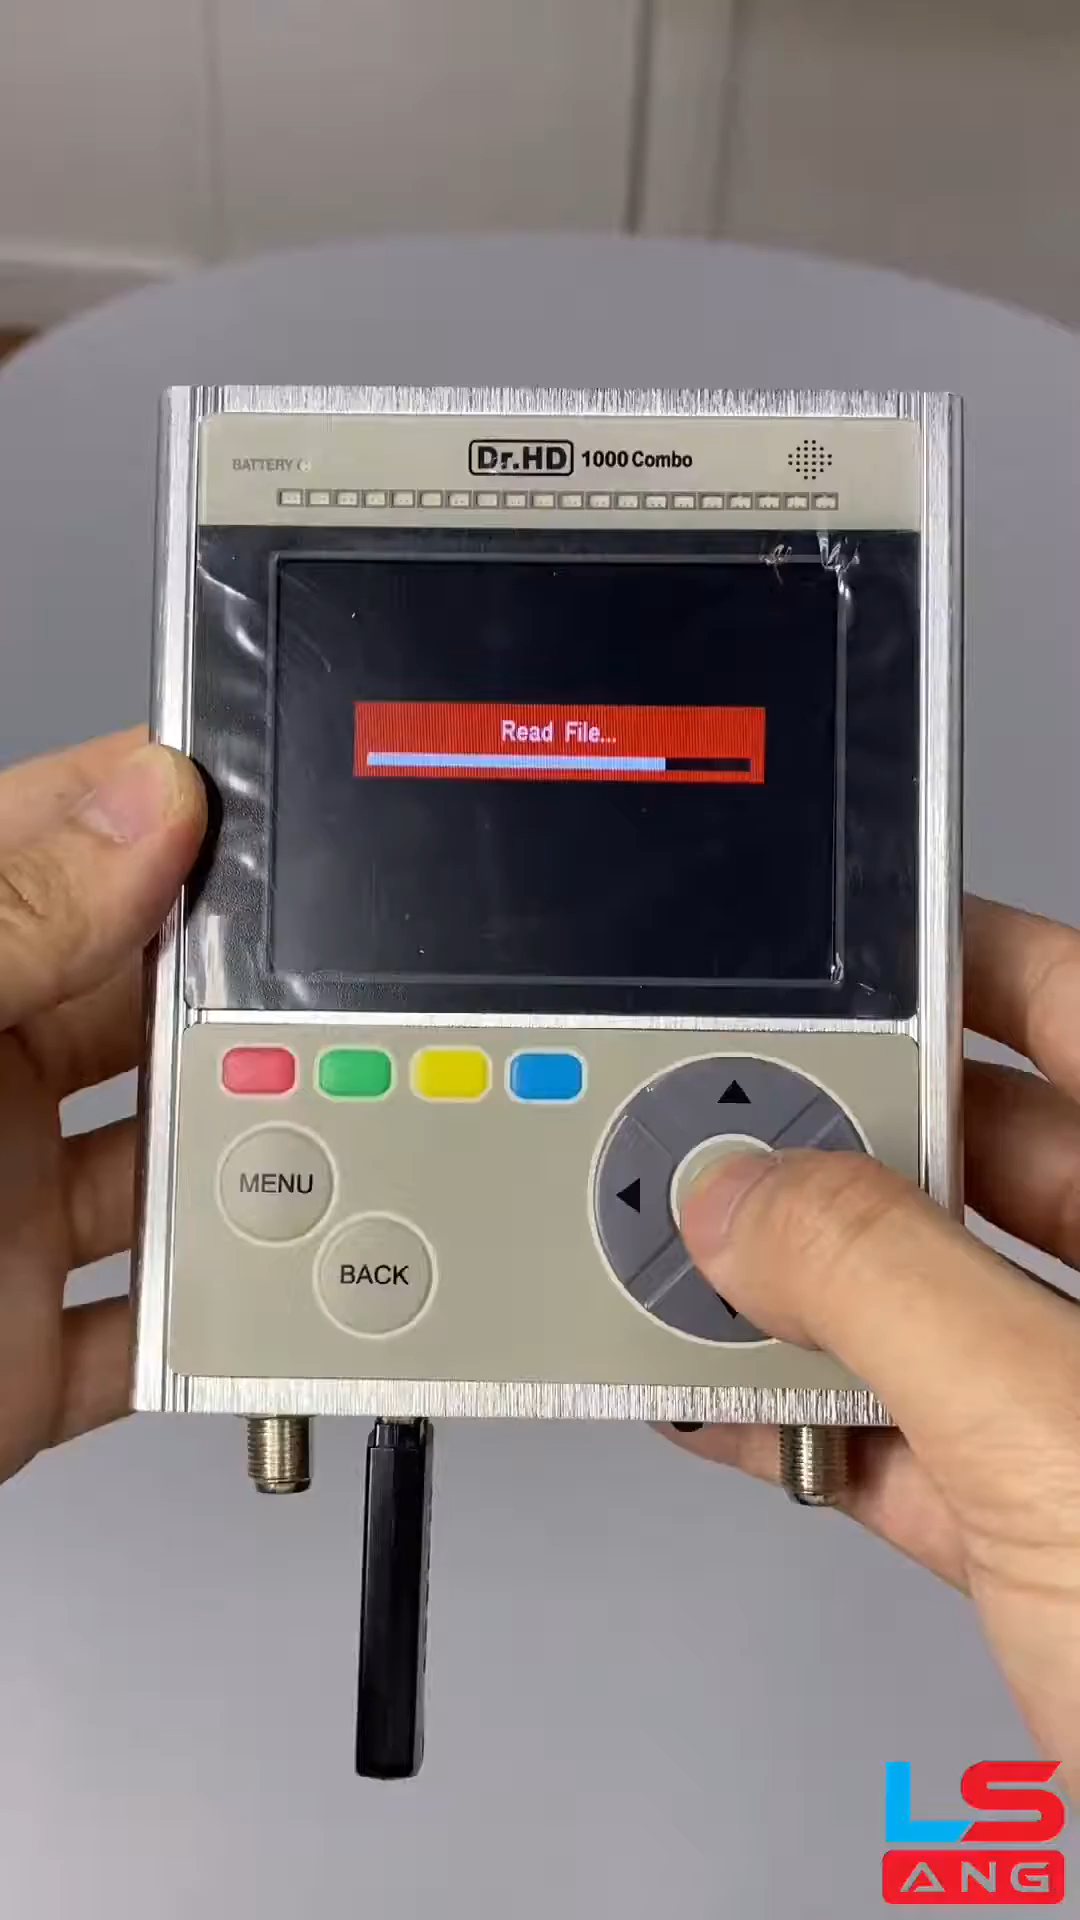 Dr.HD 1000 Combo
BATTERY
Read File...
MENU
BACK
LS
ANG